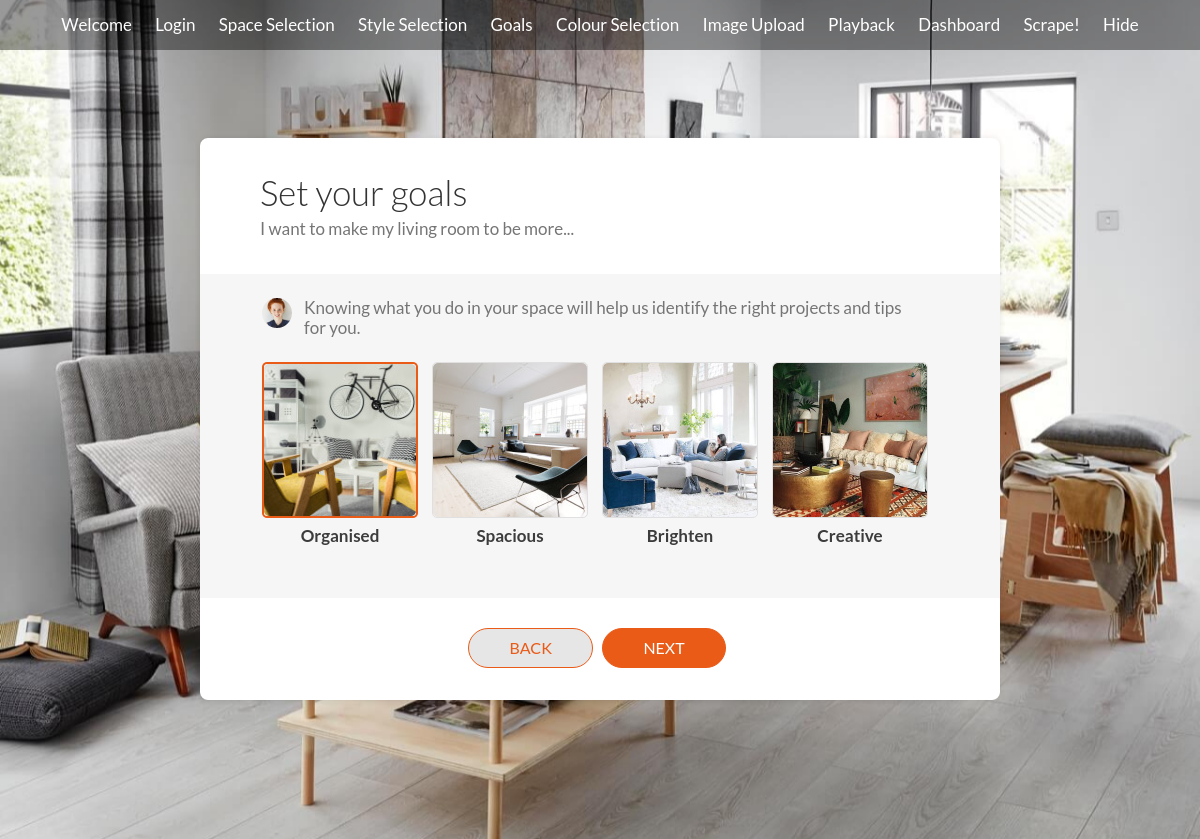 Welcome Login Space Selection Style Selection Goals Colour Selection Image Upload Playback Dashboard Scrape! Hide
HOME
Set your goals
I want to make my living room to be more...
Knowing what you do in your space will help us identify the right projects and tips
for you.
Organised Spacious Brighten Creative
BACK NEXT